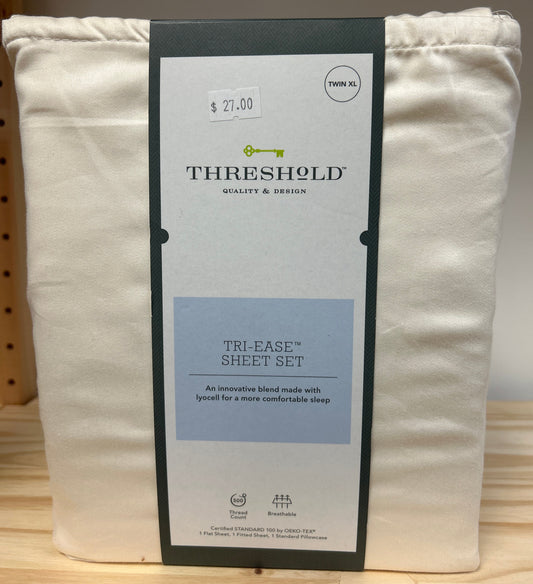 TWIN XL
$ 27.00
THRESHOLD™
QUALITY & DESIGN
TRI-EASE™
SHEET SET
An innovative blend made with
lyocell for a more comfortable sleep
300
Thread
Count
Breathable
Certified STANDARD 100 by OEKO-TEX®
1 Flat Sheet, 1 Fitted Sheet, 1 Standard Pillowcase